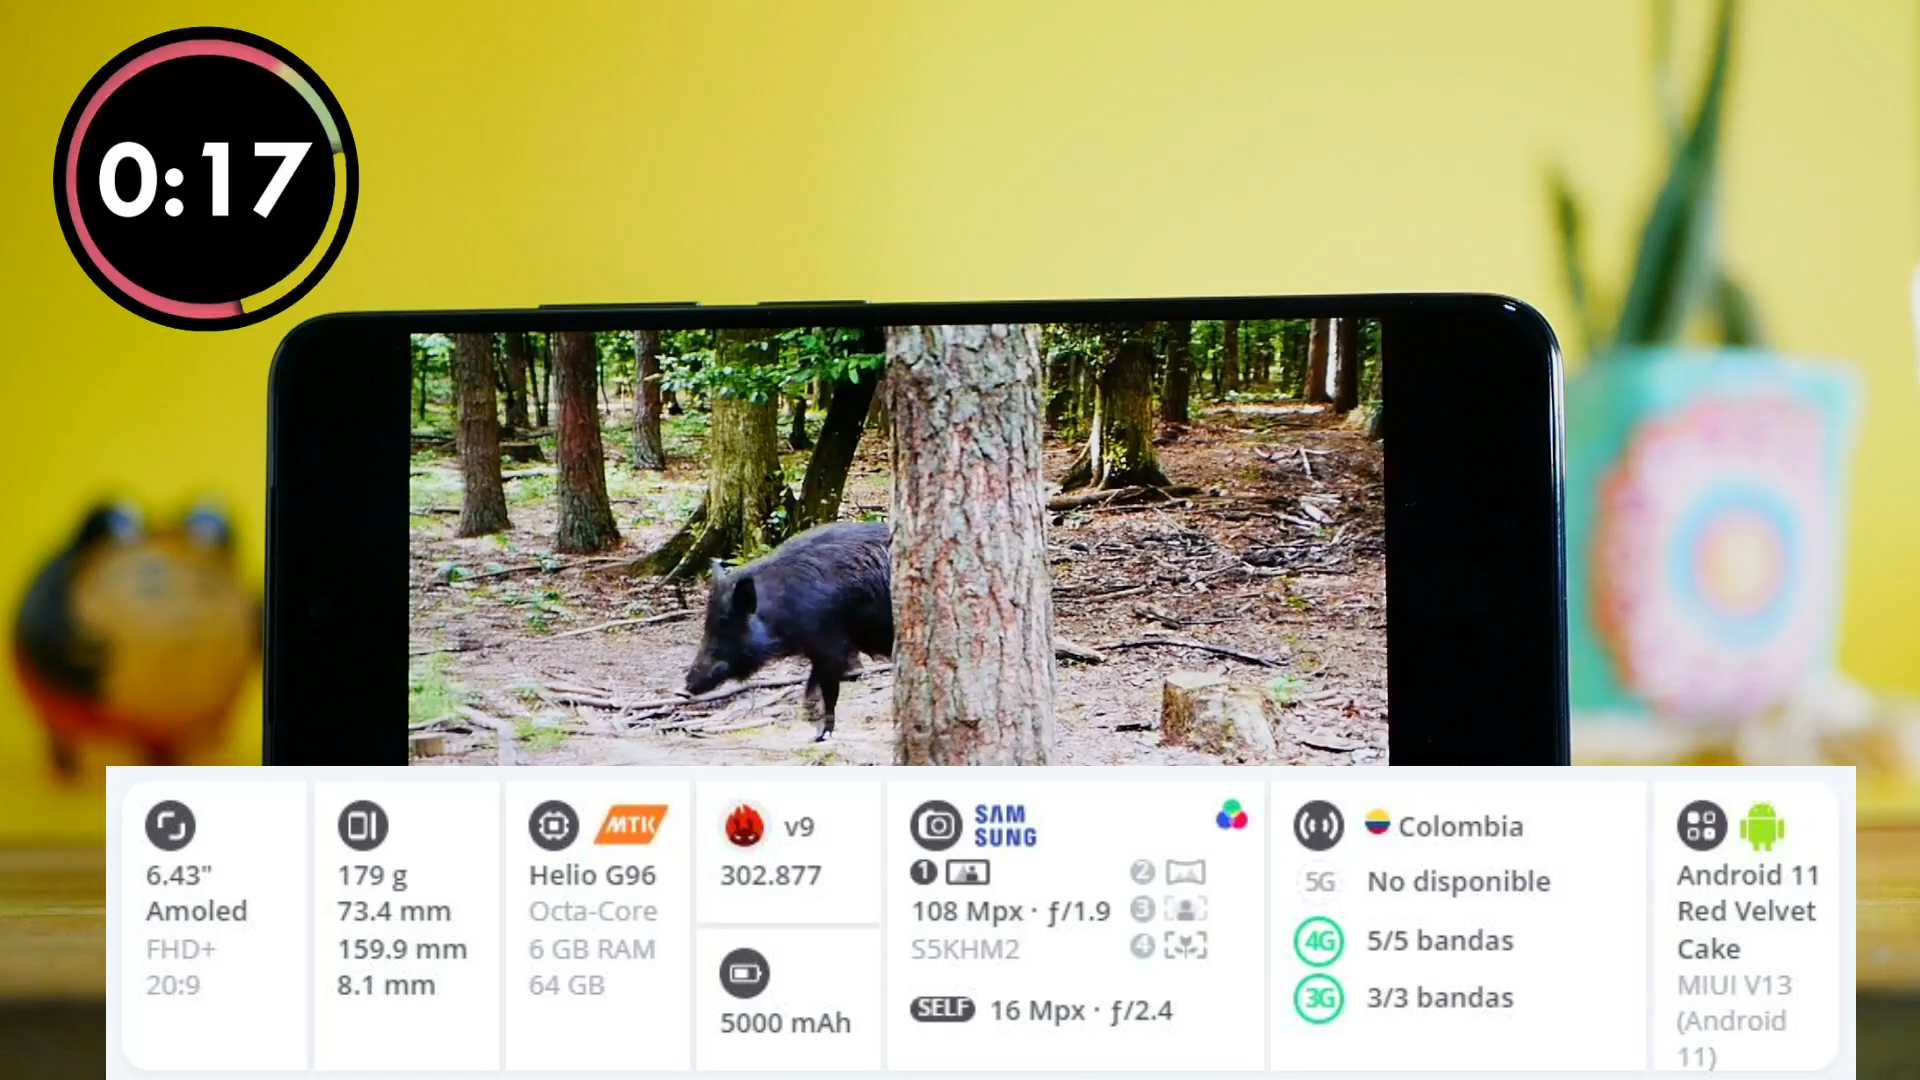 0:17
6.43"
Amoled
FHD+
20:9
179 g
73.4 mm
159.9 mm
8.1 mm
MTK
Helio G96
Octa-Core
6 GB RAM
64 GB
v9
302.877
5000 mAh
SAM
SUNG
1
2
108 Mpx · ƒ/1.9
3
S5KHM2
4
SELF 16 Mpx · ƒ/2.4
Colombia
5G No disponible
4G 5/5 bandas
3G 3/3 bandas
Android 11
Red Velvet
Cake
MIUI V13
(Android
11)